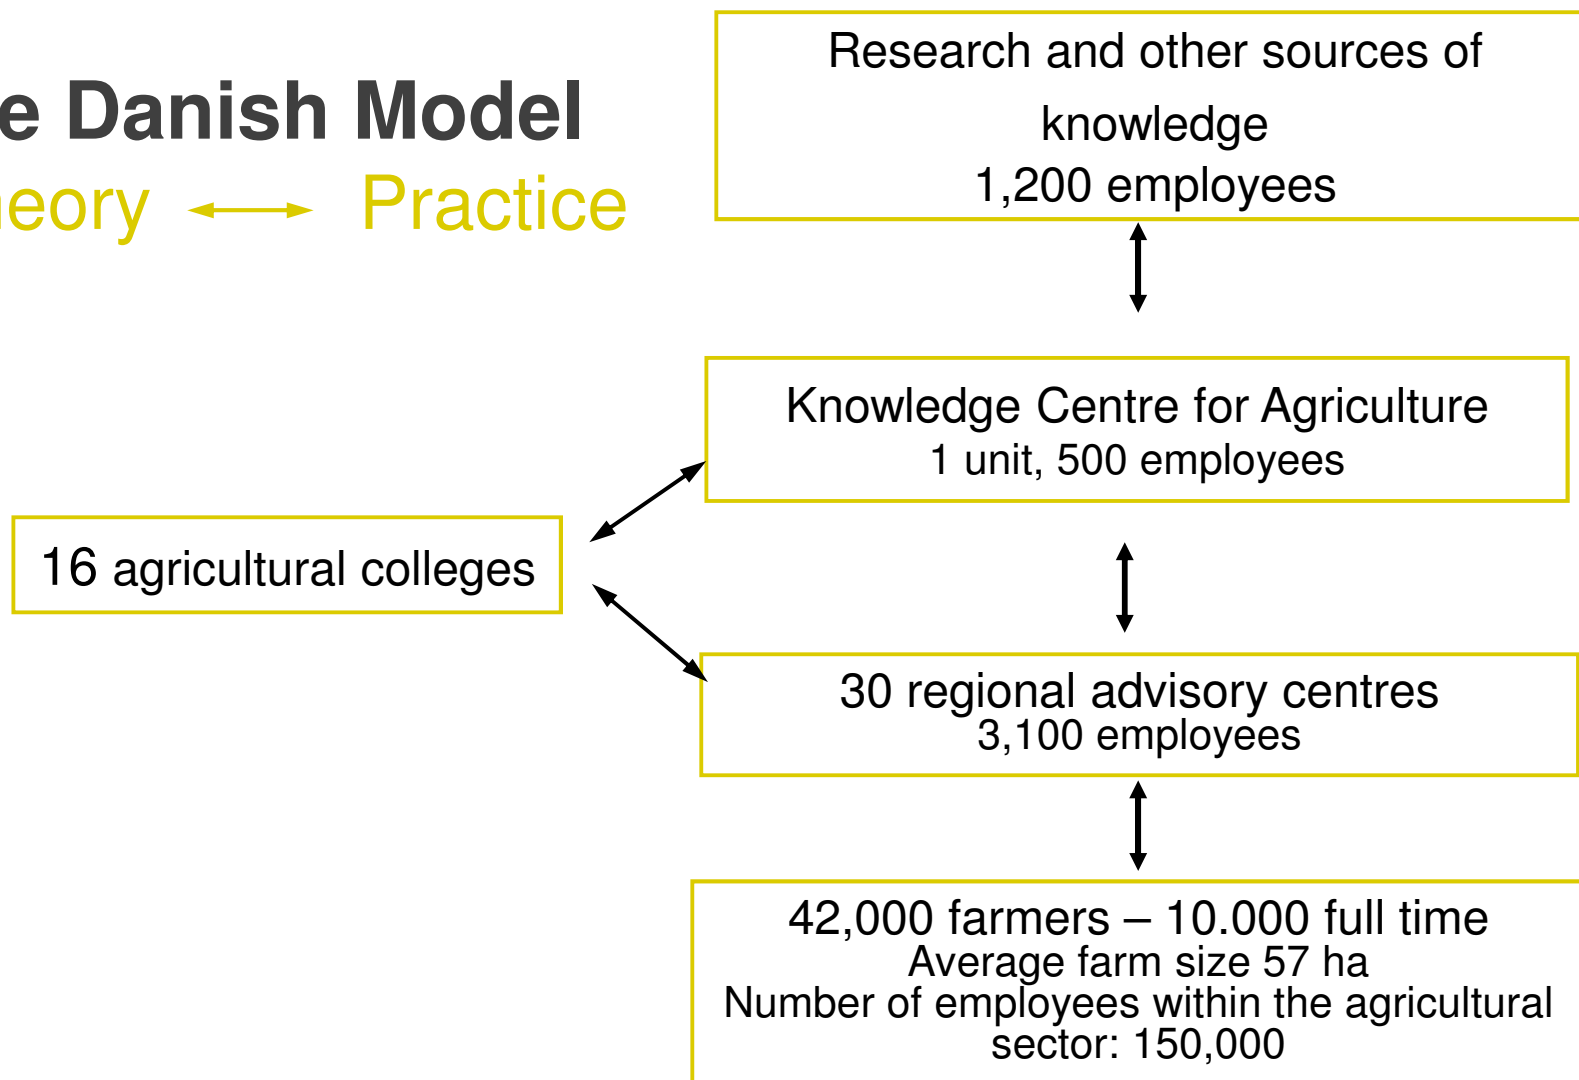 e Danish Model
eory Practice
Research and other sources of
knowledge
1,200 employees
Knowledge Centre for Agriculture
1 unit, 500 employees
16 agricultural colleges
30 regional advisory centres
3,100 employees
42,000 farmers – 10.000 full time
Average farm size 57 ha
Number of employees within the agricultural
sector: 150,000